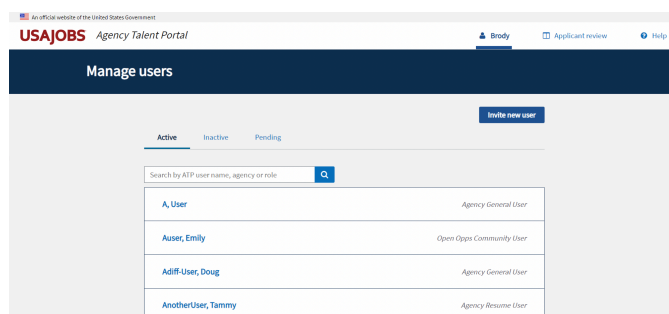 An official website of the United States Government
USAJOBS Agency Talent Portal
Brody
Applicant review
Help
Manage users
Invite new user
Active Inactive Pending
Search by ATP user name, agency or role
A, User Agency General User
Auser, Emily Open Opps Community User
Adiff-User, Doug Agency General User
AnotherUser, Tammy Agency Resume User